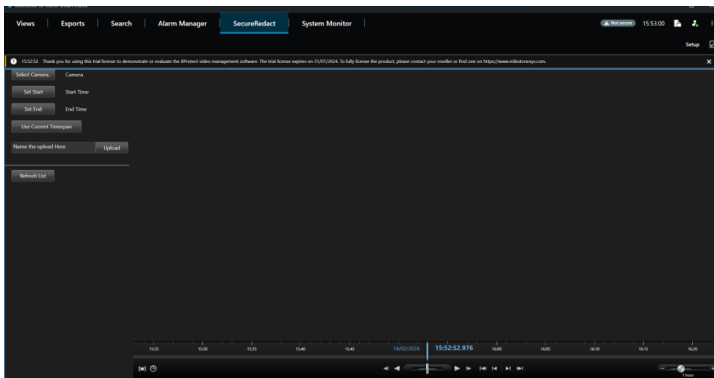 Views Exports Search Alarm Manager SecureRedact System Monitor Not secure 15:53:00
Setup
15:52:52 Thank you for using this trial license to demonstrate or evaluate the XProtect video management software. The trial license expires on 31/07/2024. To fully license the product, please contact your reseller or find one on https://www.milestonesys.com.
Select Camera. Camera
Set Start Start Time
Set End End Time
Use Current Timespan
Name the upload Here Upload
Refresh List
15:25 15:30 15:35 15:40 15:45 14/02/2024 15:52:52.976 16:00 16:05 16:10 16:15 16:20
1 hour